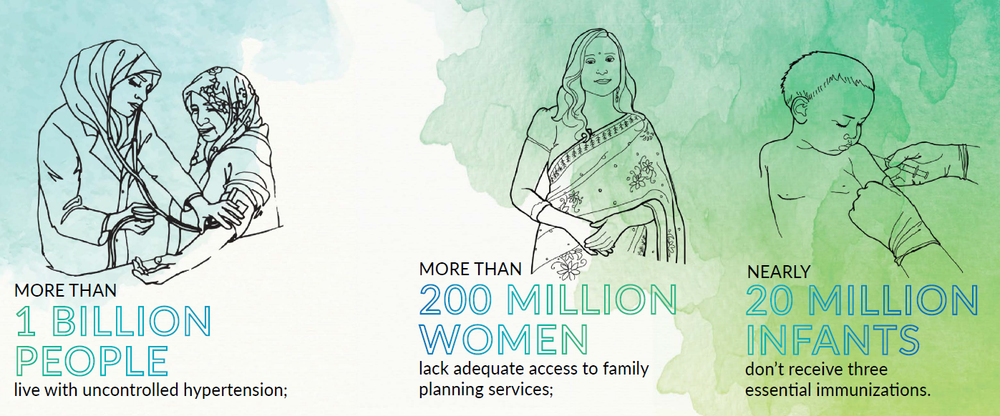 MORE THAN
1 BILLION
PEOPLE
live with uncontrolled hypertension;
MORE THAN
200 MILLION
WOMEN
lack adequate access to family
planning services;
NEARLY
20 MILLION
INFANTS
don’t receive three
essential immunizations.